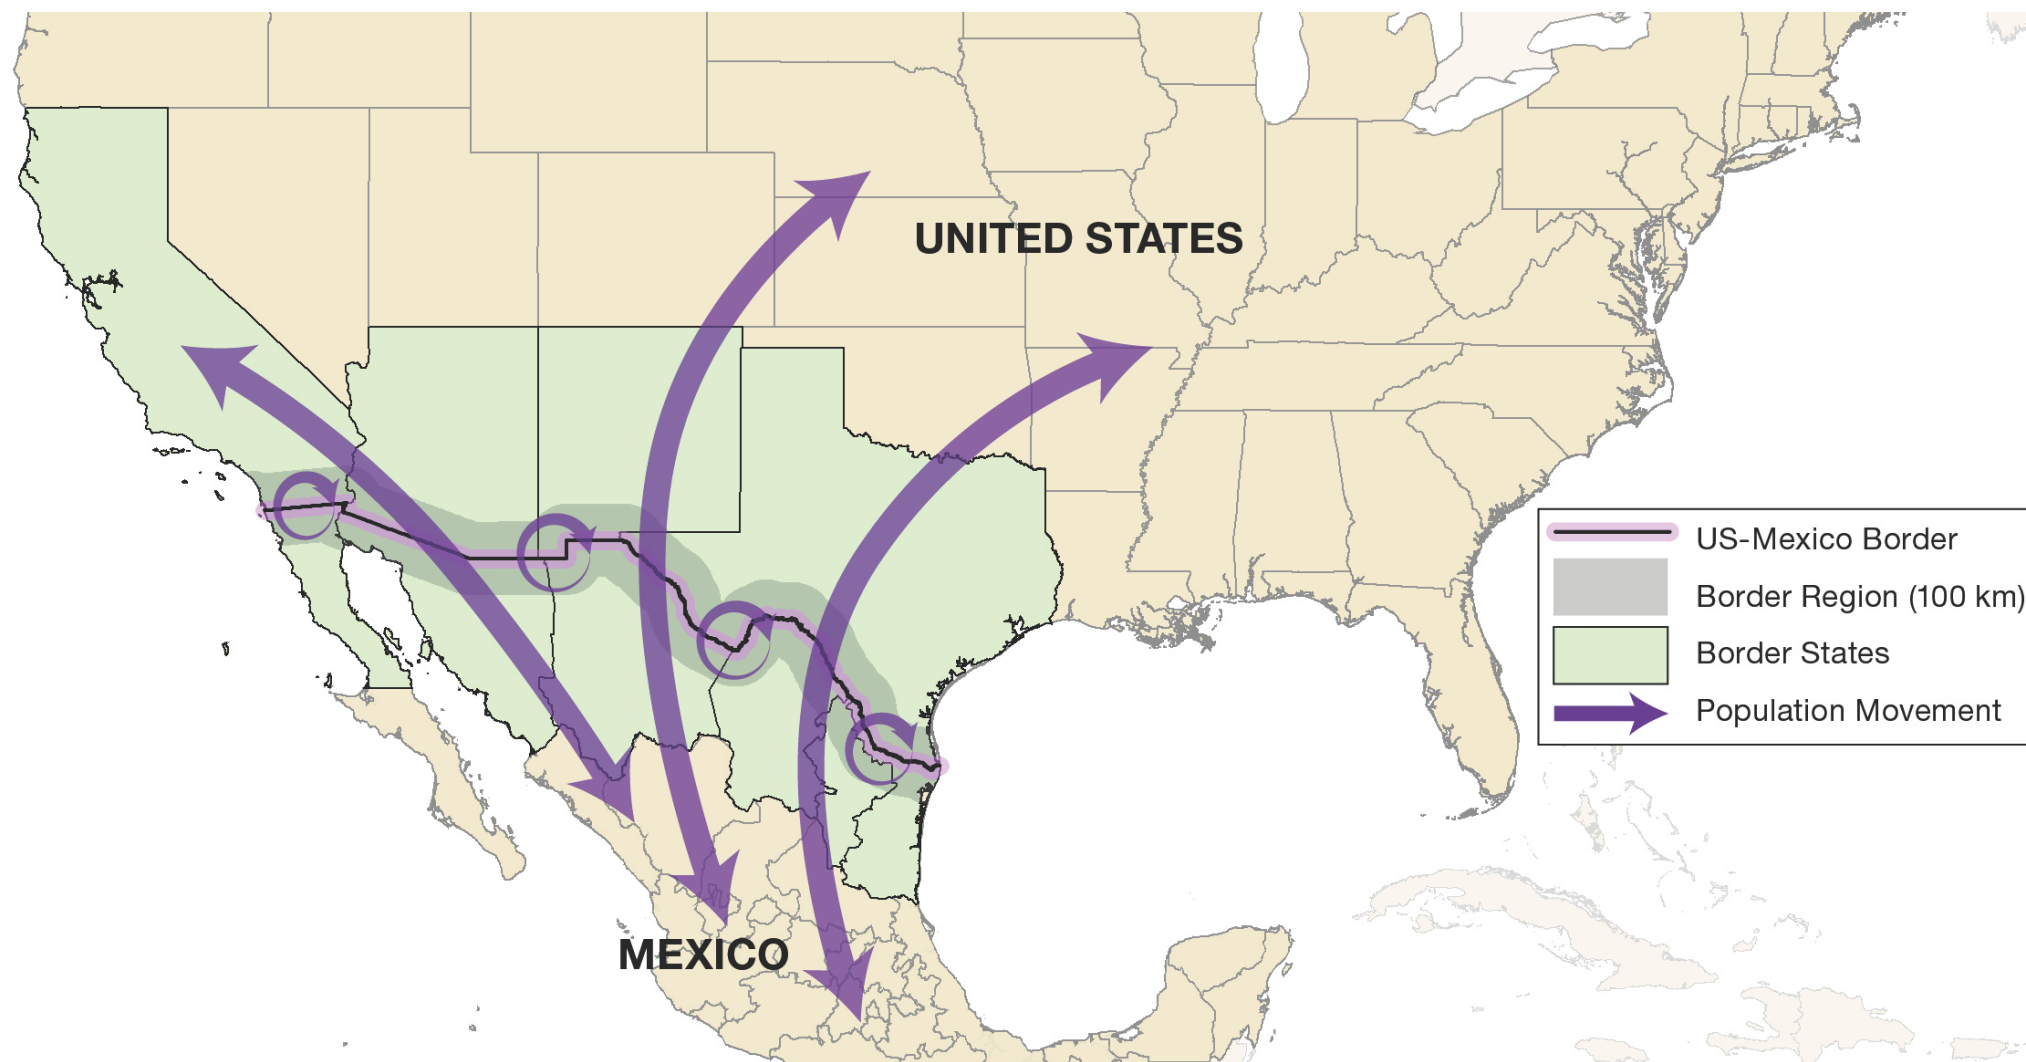 UNITED STATES
US-Mexico Border
Border Region (100 km)
Border States
Population Movement
MEXICO